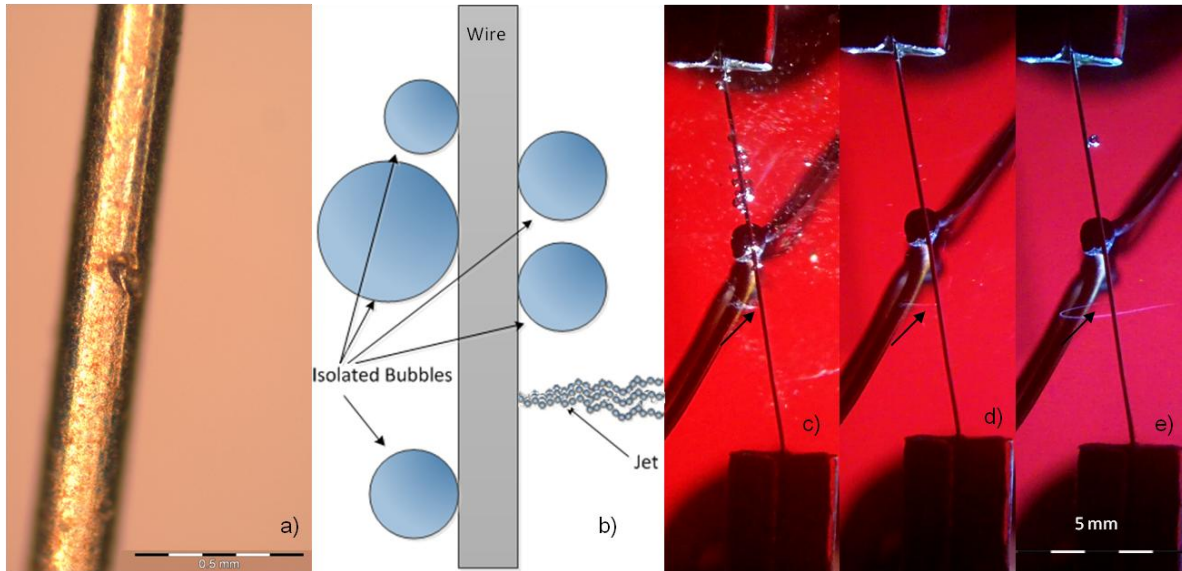 a)
0.5 mm
Wire
Isolated Bubbles
Jet
b)
c)
d)
e)
5 mm